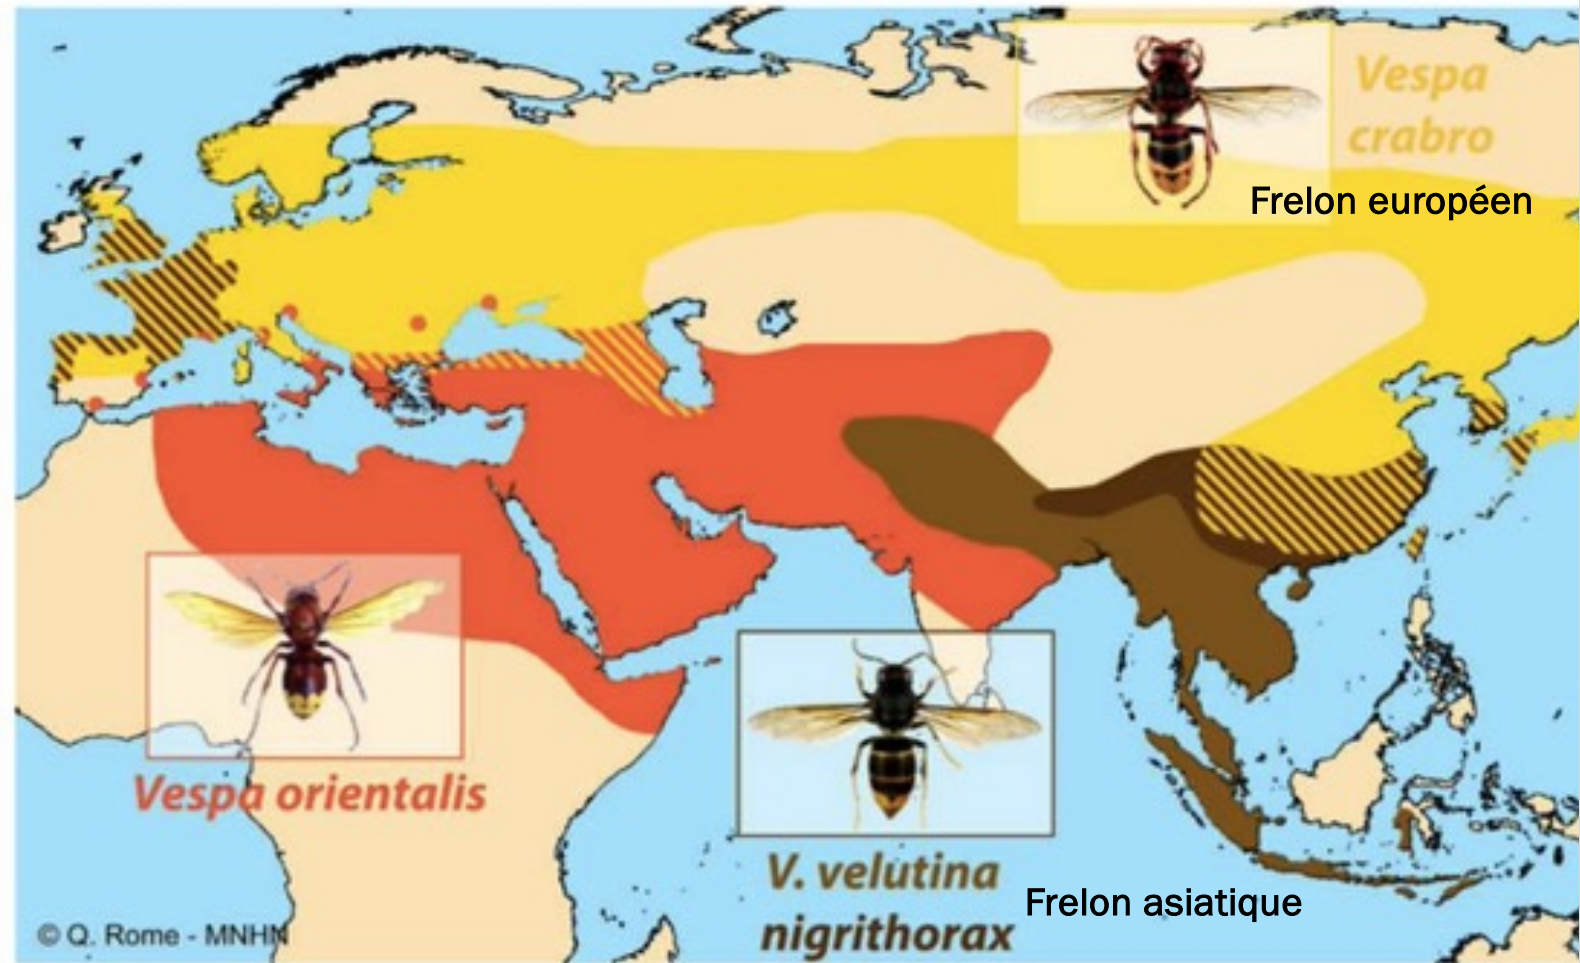 Vespa
crabro
Frelon européen
Vespa orientalis
V. velutina
nigrithorax
Frelon asiatique
© Q. Rome - MNHN